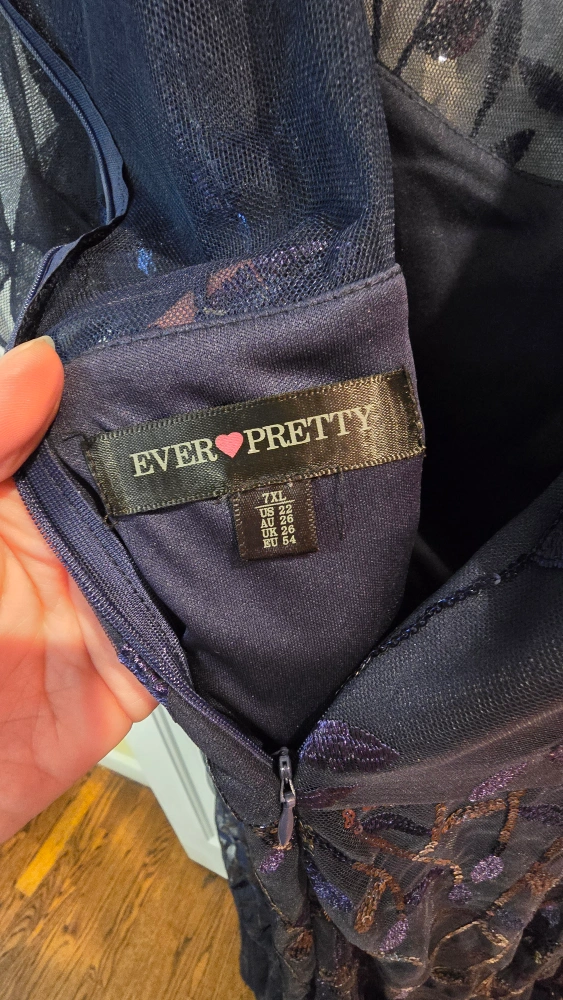 EVER PRETTY
7XL
US 22
AU 26
UK 26
EU 54